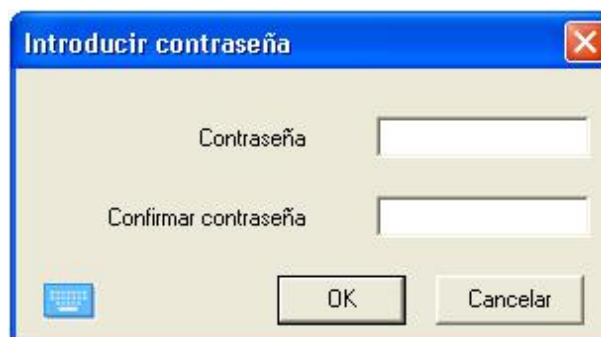 Introducir contraseña
Contraseña
Confirmar contraseña
OK
Cancelar